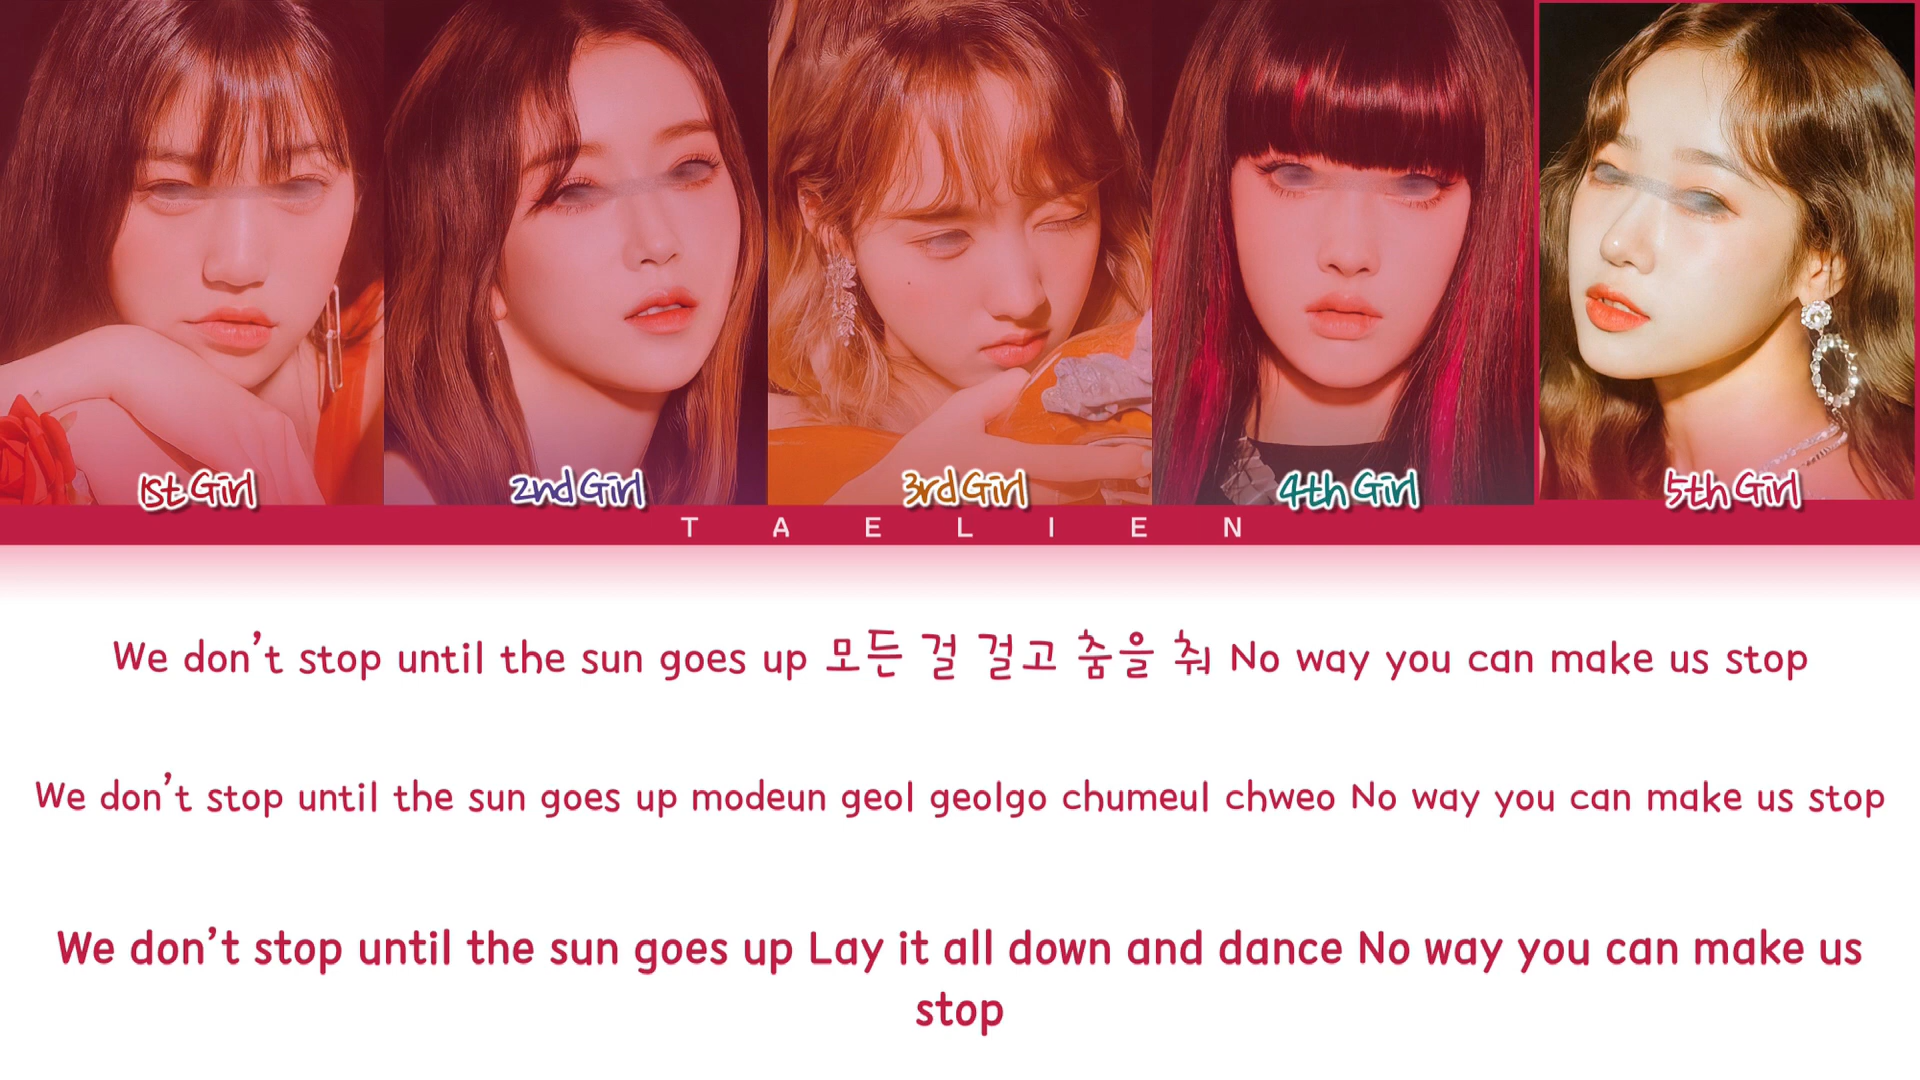 1st Girl
2nd Girl
3rd Girl
4th Girl
5th Girl
TAELIEN
We don't stop until the sun goes up 모든 걸 걸고 춤을 춰 No way you can make us stop
We don't stop until the sun goes up modeun geol geolgo chumeul chweo No way you can make us stop
We don't stop until the sun goes up Lay it all down and dance No way you can make us
stop